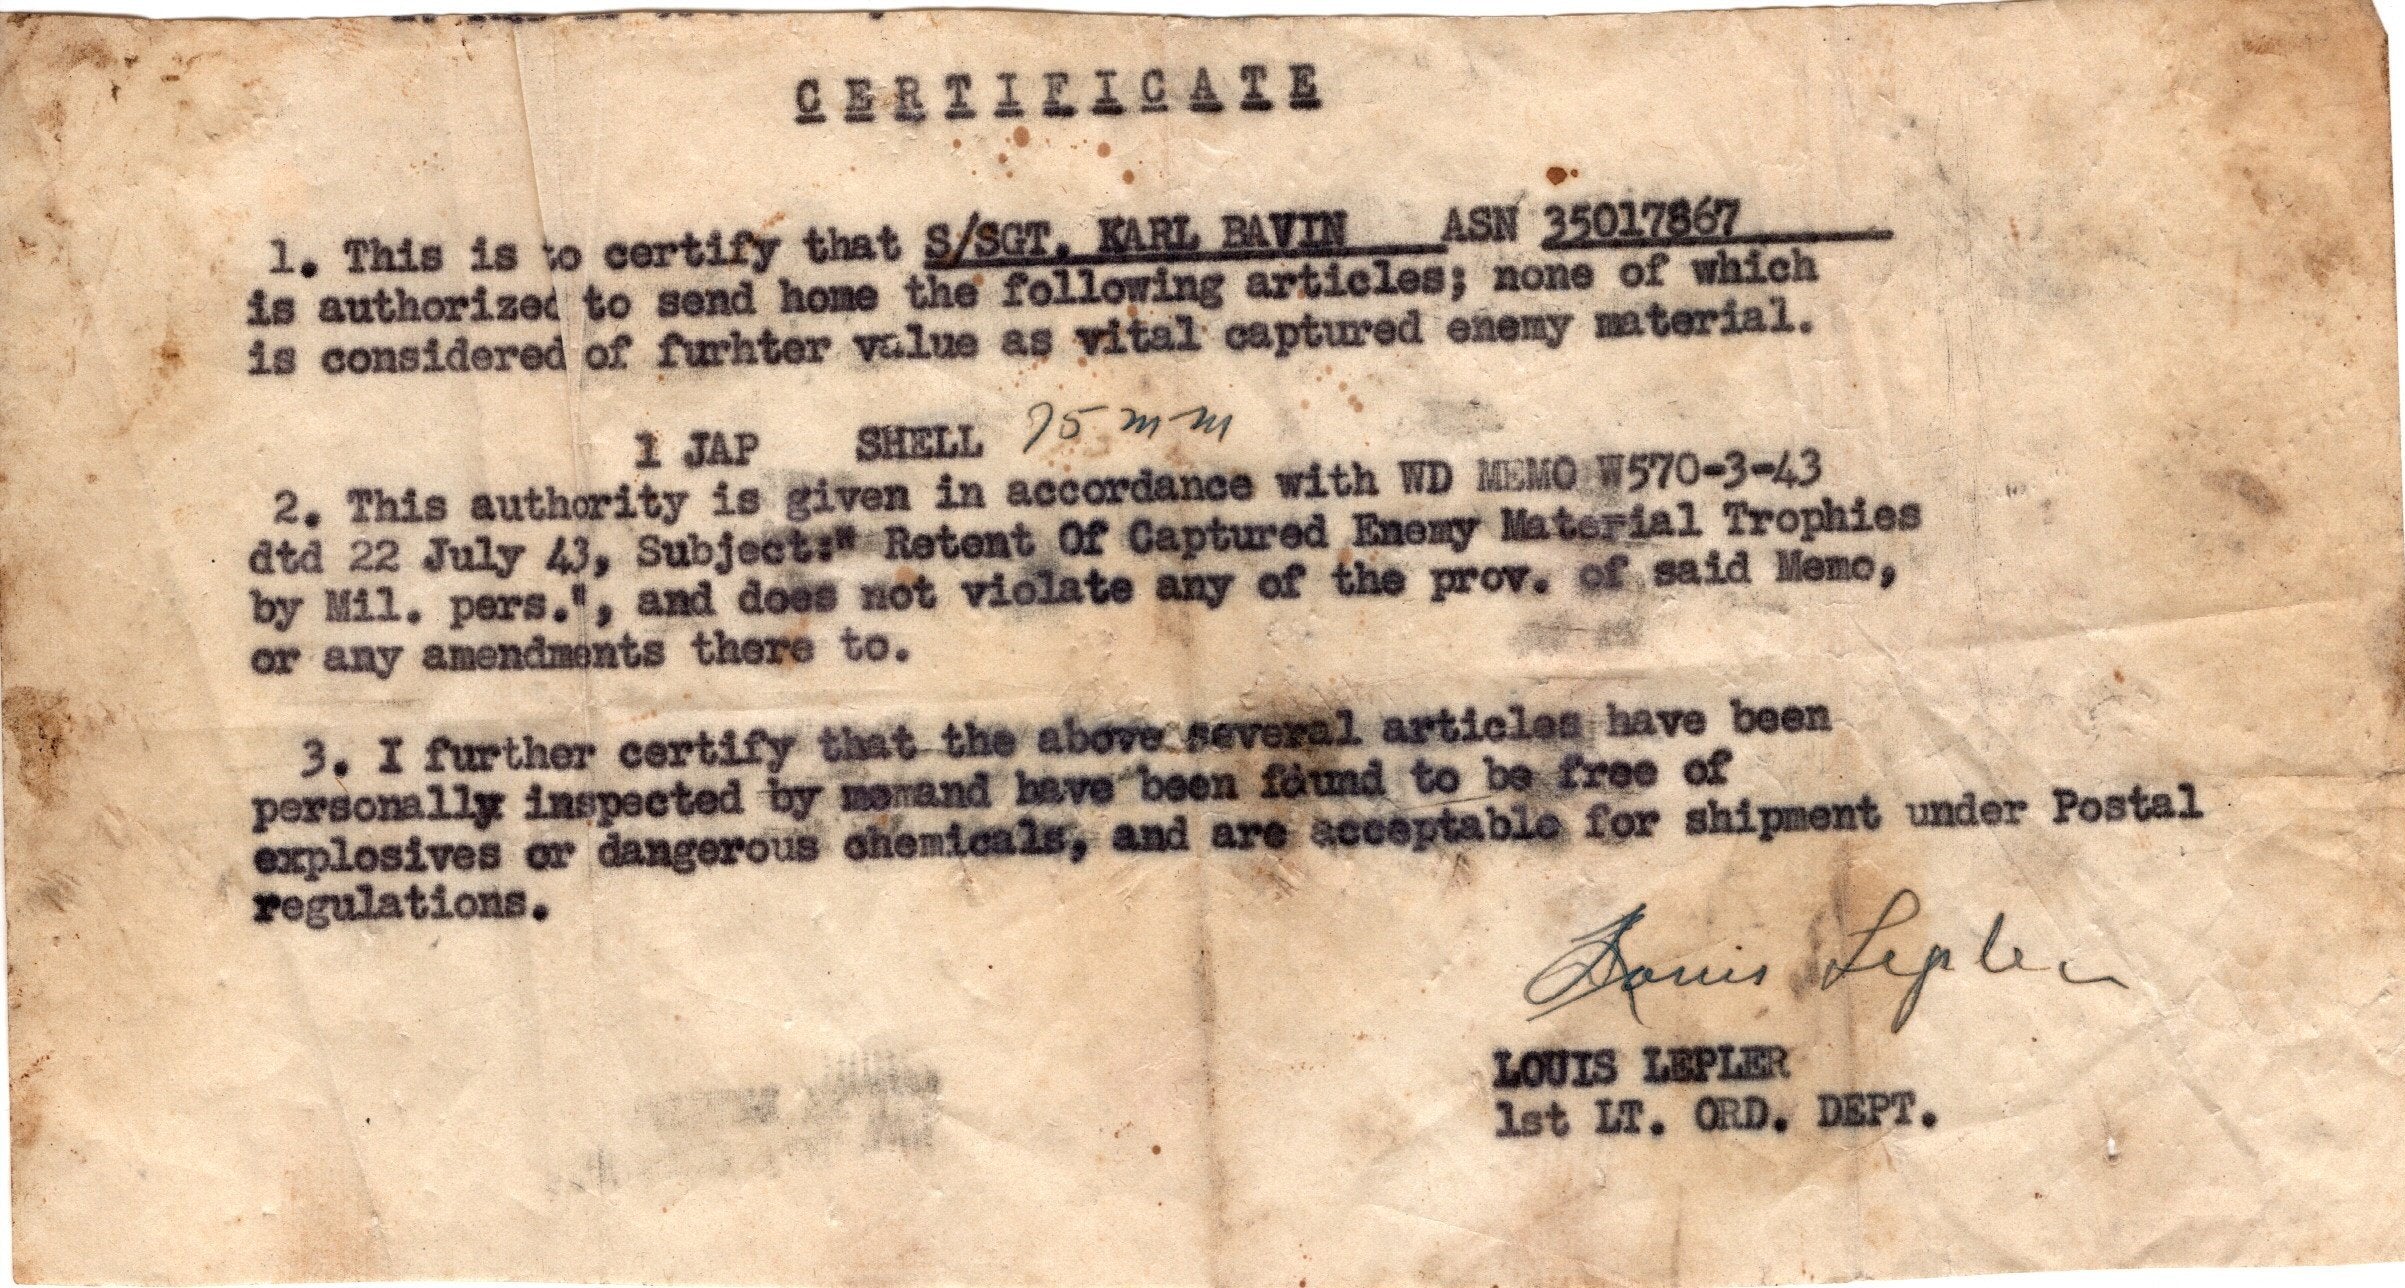 CERTIFICATE
1. This is to certify that S/SGT. KARL BAVIN ASN 35017867
is authorized to send home the following articles; none of which
is considered of furhter value as vital captured enemy material.
1 JAP SHELL 75 mm
2. This authority is given in accordance with WD MEMO W570-3-43
dtd 22 July 43, Subject:" Retent Of Captured Enemy Material Trophies
by Mil. pers.", and does not violate any of the prov. of said Memo,
or any amendments there to.
3. I further certify that the above several articles have been
personally inspected by memand have been found to be free of
explosives or dangerous chemicals, and are acceptable for shipment under Postal
regulations.
Louis Lepler
LOUIS LEPLER
1st LT. ORD. DEPT.